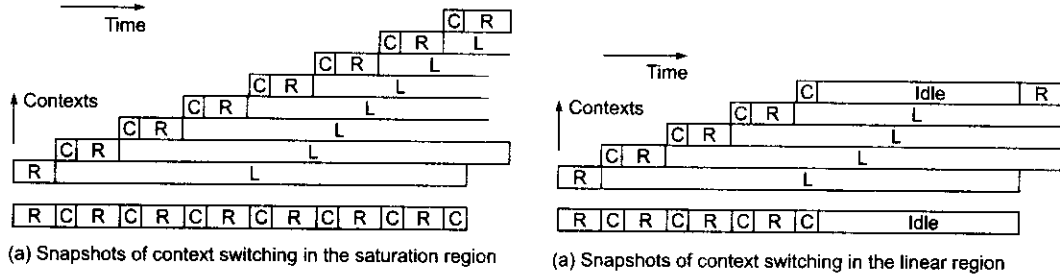 Time
C R
C R L
C R L
C R L
C R L
Contexts
C R L
C R L
R L
R C R C R C R C R C R C R C
(a) Snapshots of context switching in the saturation region
Time
C Idle R
Contexts
C R L
C R L
C R L
R L
R C R C R C R C Idle
(a) Snapshots of context switching in the linear region